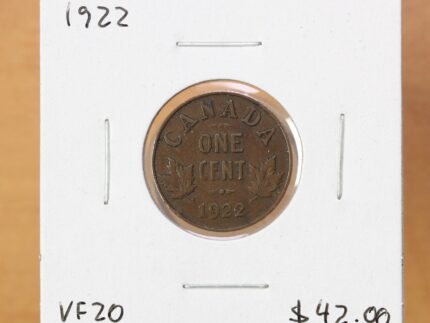 1922
CANADA
ONE
CENT
1922
VF20
$42.00